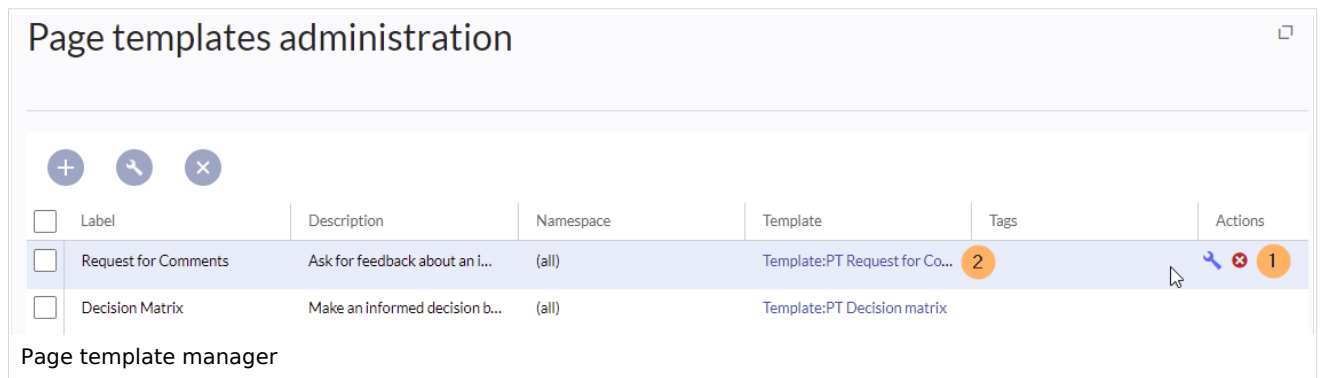 Page templates administration
Label Description Namespace Template Tags Actions
Request for Comments Ask for feedback about an i... (all) Template:PT Request for Co... 2 1
Decision Matrix Make an informed decision b... (all) Template:PT Decision matrix
Page template manager